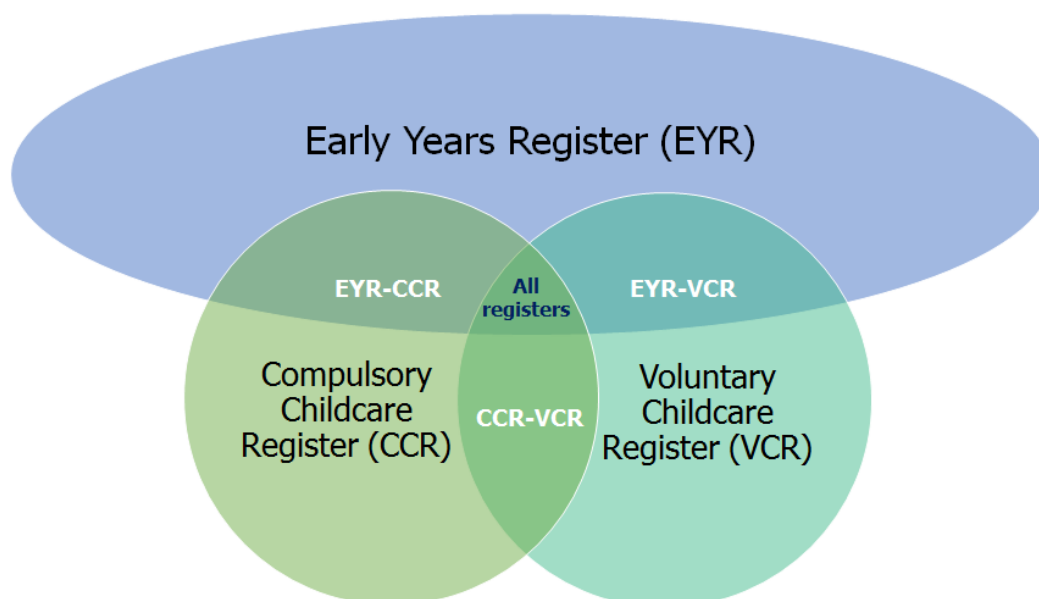 Early Years Register (EYR)
EYR-CCR
All
registers
EYR-VCR
Compulsory
Childcare
Register (CCR)
CCR-VCR
Voluntary
Childcare
Register (VCR)